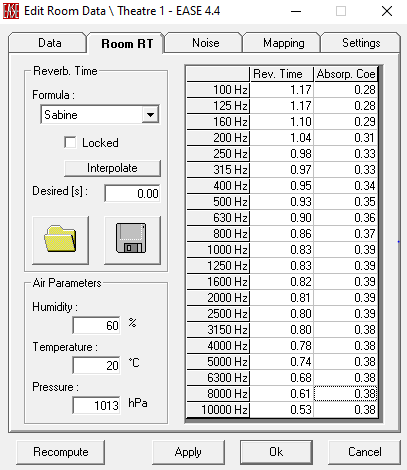 EASE Edit Room Data \ Theatre 1 - EASE 4.4
Data Room RT Noise Mapping Settings
Reverb. Time
Formula :
Sabine
Locked
Interpolate
Desired [s] : 0.00
Air Parameters
Humidity :
60 %
Temperature :
20 °C
Pressure :
1013 hPa
Rev. Time Absorp. Coe
100 Hz 1.17 0.28
125 Hz 1.17 0.28
160 Hz 1.10 0.29
200 Hz 1.04 0.31
250 Hz 0.98 0.33
315 Hz 0.97 0.33
400 Hz 0.95 0.34
500 Hz 0.93 0.35
630 Hz 0.90 0.36
800 Hz 0.86 0.37
1000 Hz 0.83 0.39
1250 Hz 0.83 0.39
1600 Hz 0.82 0.39
2000 Hz 0.81 0.39
2500 Hz 0.80 0.39
3150 Hz 0.80 0.38
4000 Hz 0.78 0.38
5000 Hz 0.74 0.38
6300 Hz 0.68 0.38
8000 Hz 0.61 0.38
10000 Hz 0.53 0.38
Recompute Apply Ok Cancel